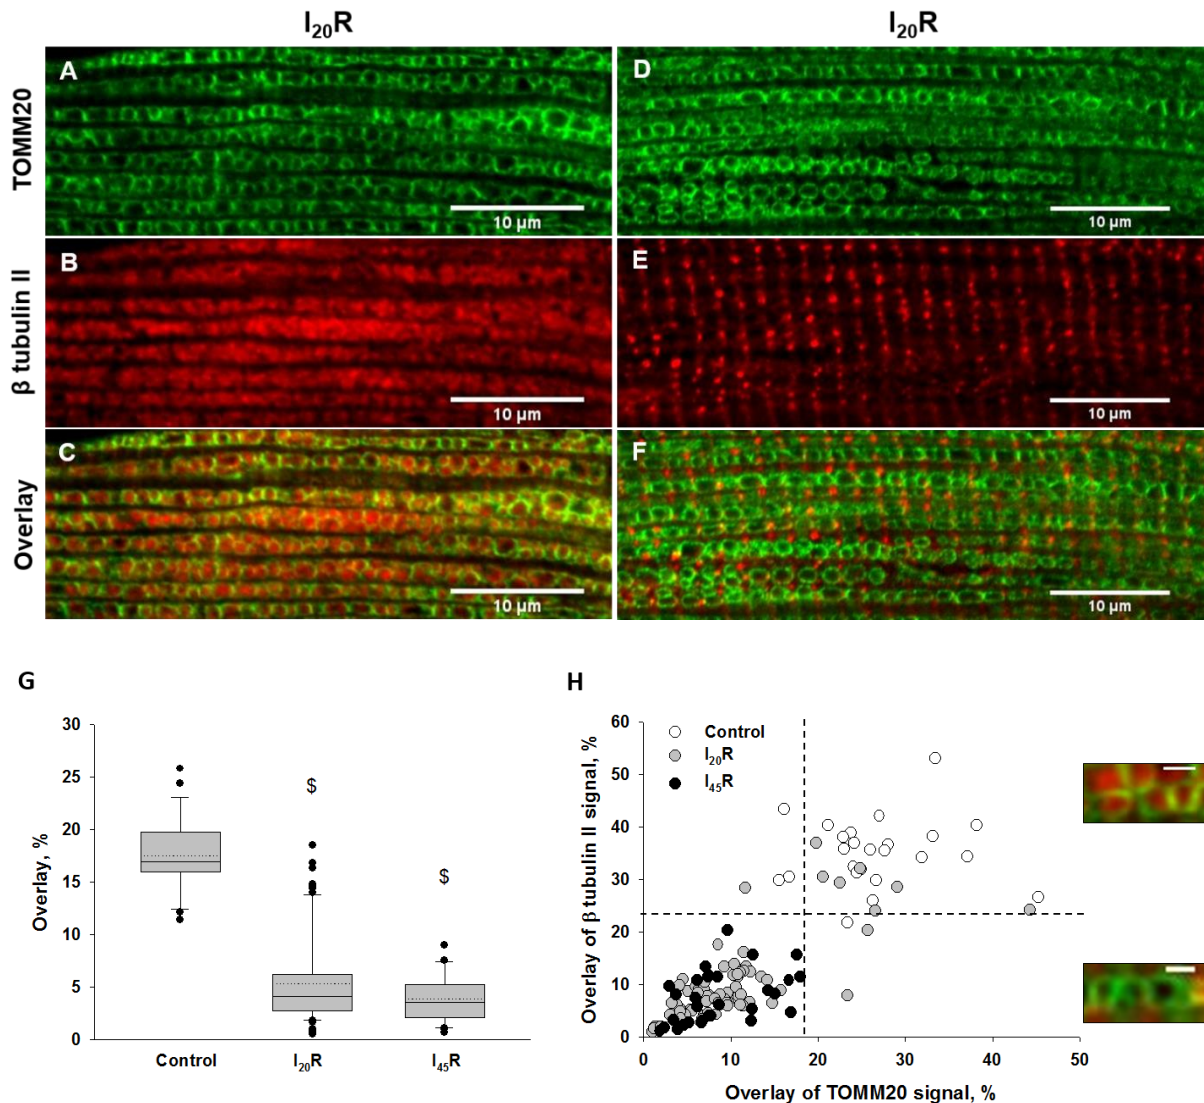 I₂₀R
I₂₀R
TOMM20
A
10 µm
D
10 µm
β tubulin II
B
10 µm
E
10 µm
Overlay
C
10 µm
F
10 µm
G
Overlay, %
30
25
20
15
10
5
0
$
$
Control
I₂₀R
I₄₅R
H
Overlay of β tubulin II signal, %
60
50
40
30
20
10
0
Control
I₂₀R
I₄₅R
0
10
20
30
40
50
Overlay of TOMM20 signal, %